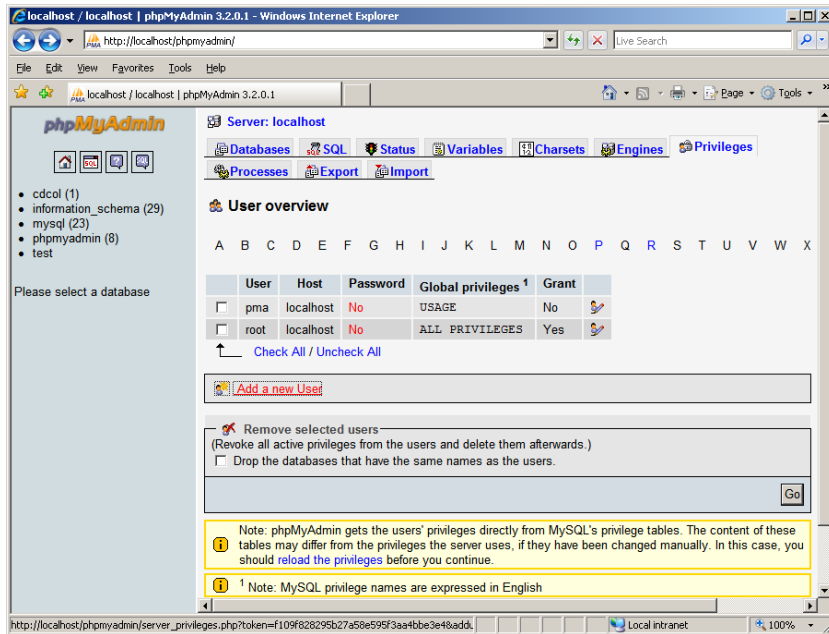 localhost / localhost | phpMyAdmin 3.2.0.1 - Windows Internet Explorer
http://localhost/phpmyadmin/
Live Search
File Edit View Favorites Tools Help
localhost / localhost | phpMyAdmin 3.2.0.1
Page Tools »
phpMyAdmin
SQL
cdcol (1)
information_schema (29)
mysql (23)
phpmyadmin (8)
test
Please select a database
Server: localhost
Databases SQL Status Variables Charsets Engines Privileges
Processes Export Import
User overview
A B C D E F G H I J K L M N O P Q R S T U V W X
User Host Password Global privileges 1 Grant
pma localhost No USAGE No
root localhost No ALL PRIVILEGES Yes
Check All / Uncheck All
Add a new User
Remove selected users
(Revoke all active privileges from the users and delete them afterwards.)
Drop the databases that have the same names as the users.
Go
Note: phpMyAdmin gets the users' privileges directly from MySQL's privilege tables. The content of these
tables may differ from the privileges the server uses, if they have been changed manually. In this case, you
should reload the privileges before you continue.
1 Note: MySQL privilege names are expressed in English
http://localhost/phpmyadmin/server_privileges.php?token=f109f828295b27a58e595f3aa4bbe3e4&addu
Local intranet
100%